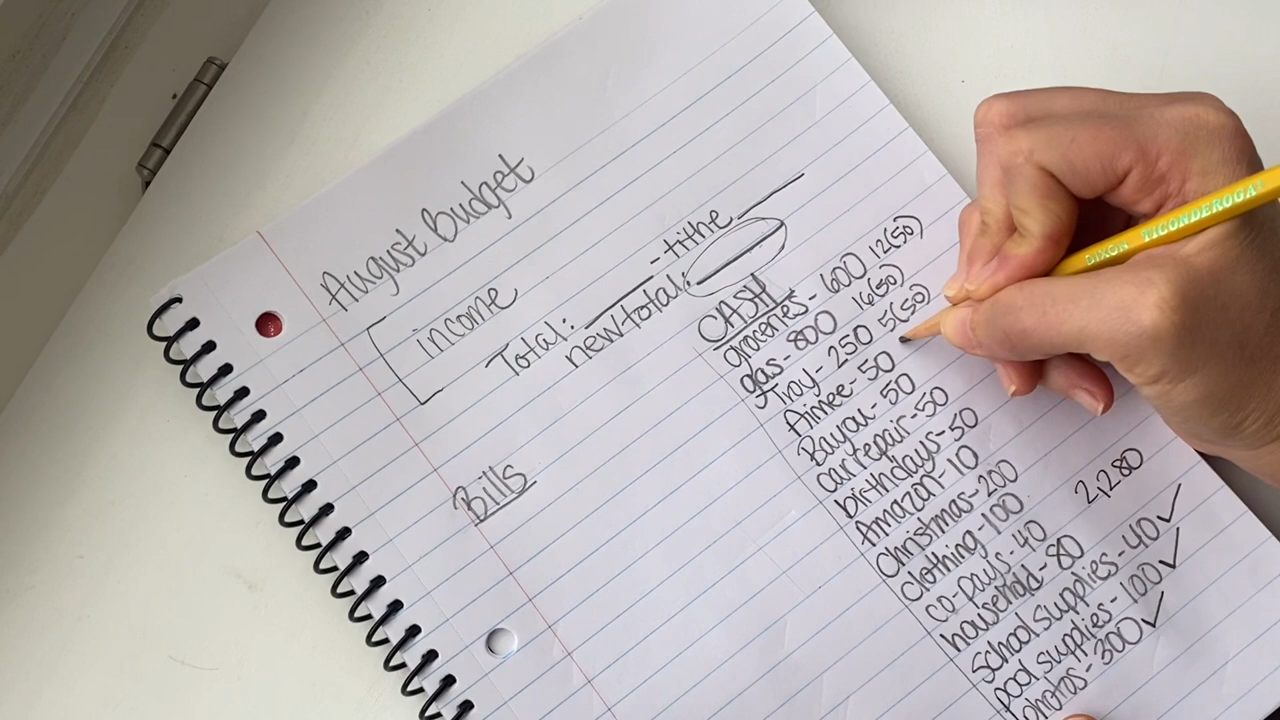 August Budget
income
Total: -tithe
new total:
CASH
groceries- 600 12(50)
gas- 800 16(50)
Troy- 250 5(50)
Aimee- 50
Bayou- 50
car repair- 50
birthdays- 50
Amazon- 10
Christmas- 200
clothing- 100
co-pays- 40
household- 80
2,280
school supplies- 40 ✓
pool supplies- 100 ✓
photos- 300 ✓
Bills
DIXON TICONDEROGA